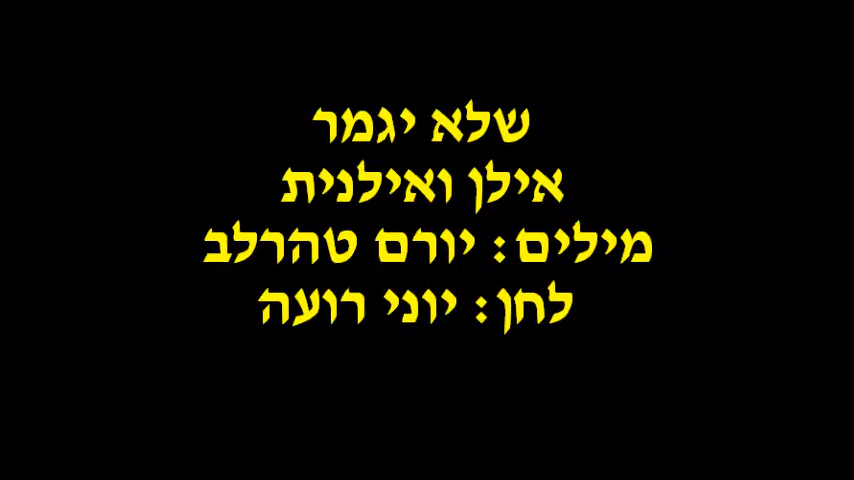 שלא יגמר
אילן ואילנית
מילים: יורם טהרלב
לחן: יוני רועה